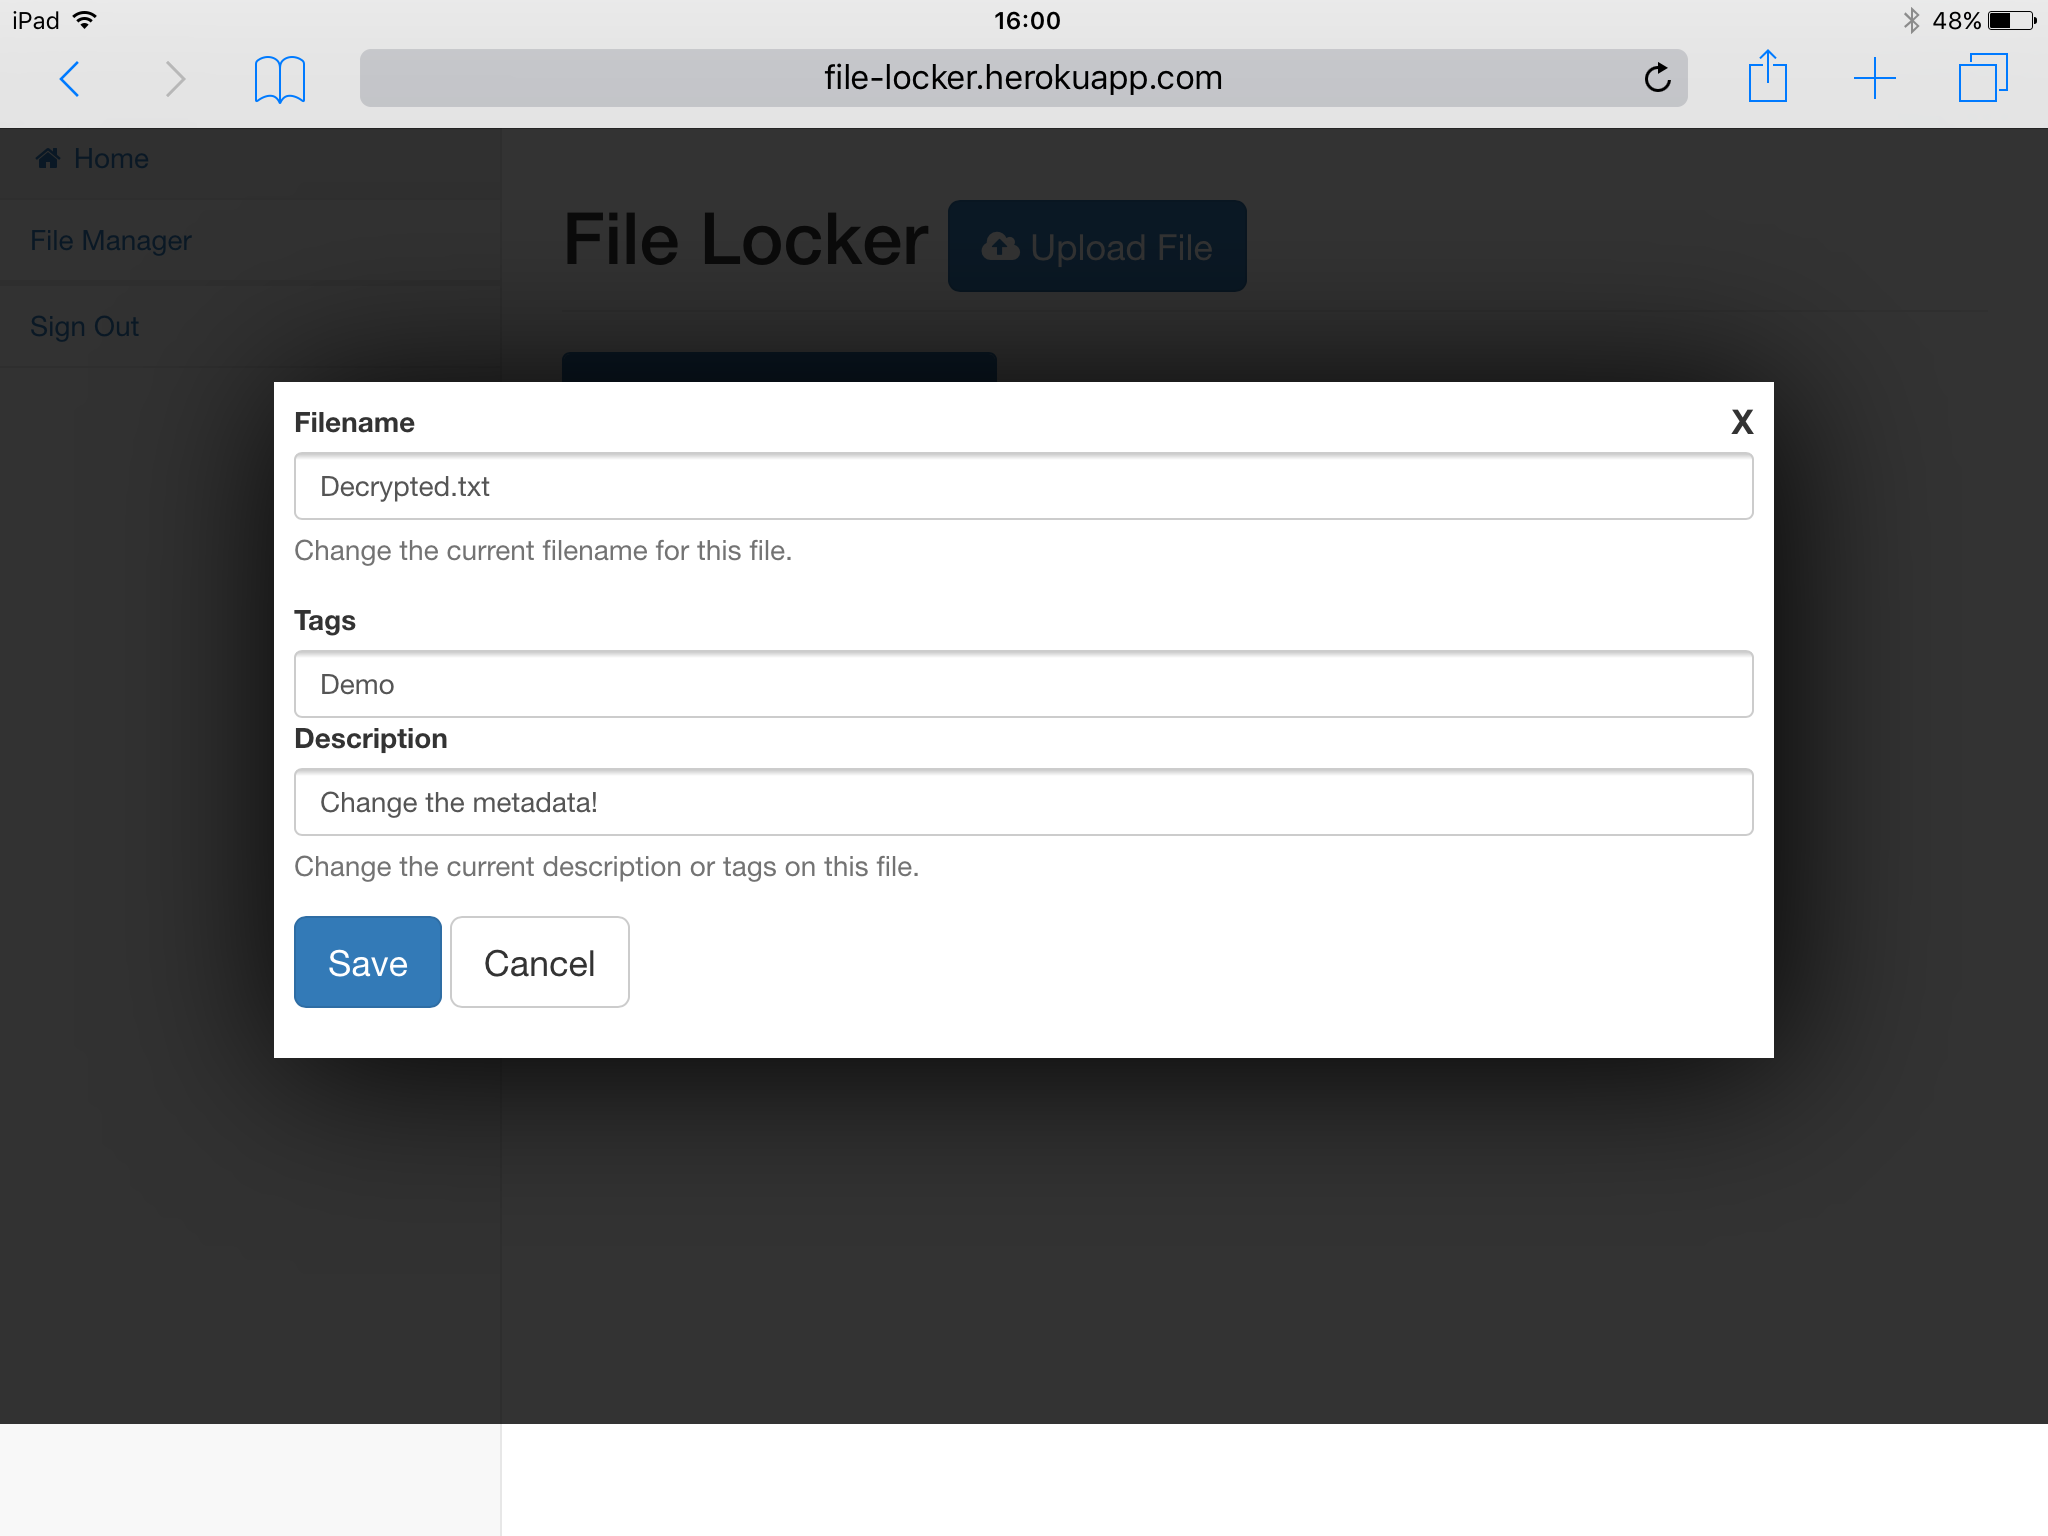 iPad 16:00 48%
file-locker.herokuapp.com
Home
File Manager
Sign Out
File Locker Upload File
Filename X
Decrypted.txt
Change the current filename for this file.
Tags
Demo
Description
Change the metadata!
Change the current description or tags on this file.
Save Cancel